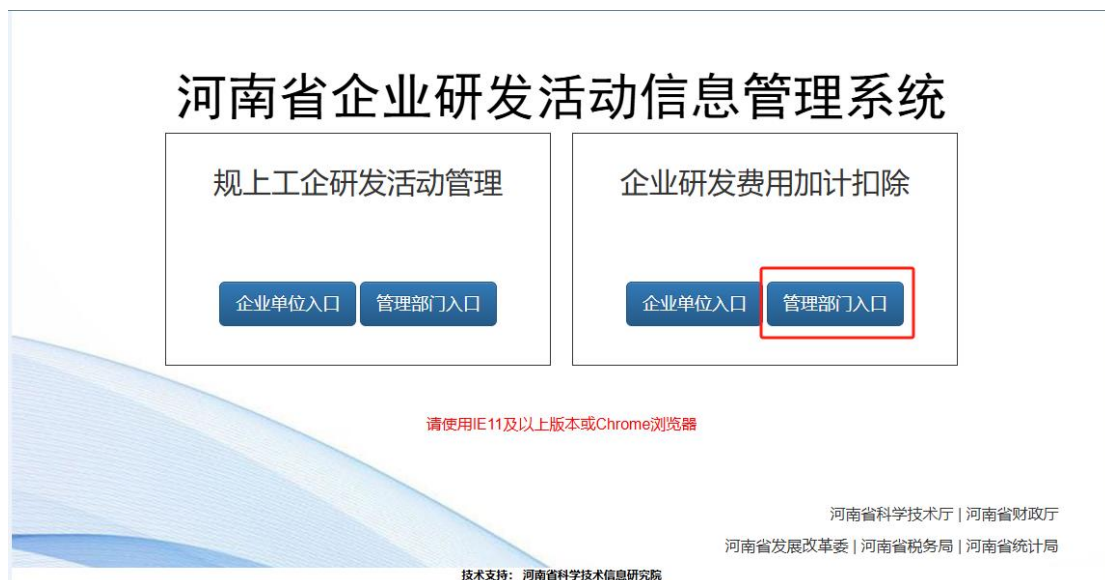 河南省企业研发活动信息管理系统
规上工企研发活动管理
企业单位入口 管理部门入口
企业研发费用加计扣除
企业单位入口 管理部门入口
请使用IE11及以上版本或Chrome浏览器
河南省科学技术厅 | 河南省财政厅
河南省发展改革委 | 河南省税务局 | 河南省统计局
技术支持： 河南省科学技术信息研究院